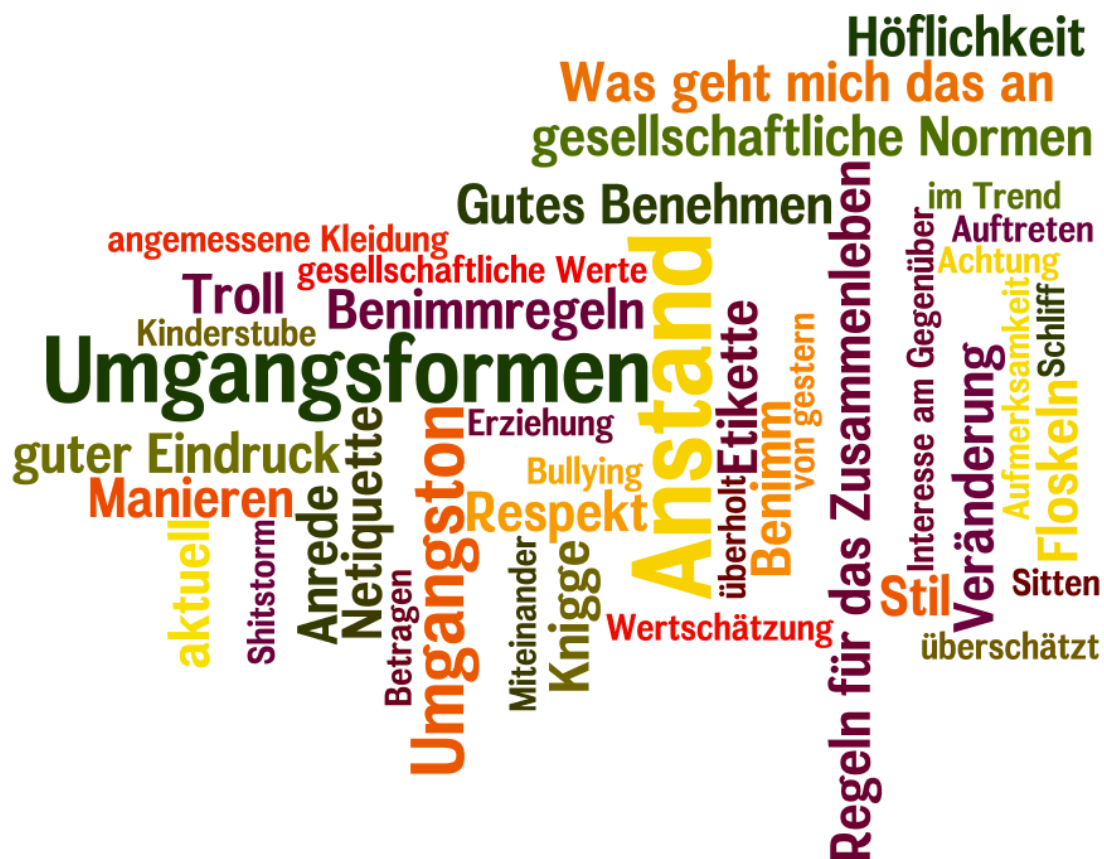 Höflichkeit
Was geht mich das an
gesellschaftliche Normen
Gutes Benehmen
im Trend
Auftreten
angemessene Kleidung
Achtung
gesellschaftliche Werte
Troll
Benimmregeln
Kinderstube
Umgangsformen
Anstand
Etikette
von gestern
Regeln für das Zusammenleben
Interesse am Gegenüber
Aufmerksamkeit
Schliff
Veränderung
Floskeln
Erziehung
guter Eindruck
Bullying
Manieren
Respekt
überholt
Benimm
aktuell
Shitstorm
Anrede
Netiquette
Betragen
Umgangston
Miteinander
Knigge
Wertschätzung
Stil
Sitten
überschätzt